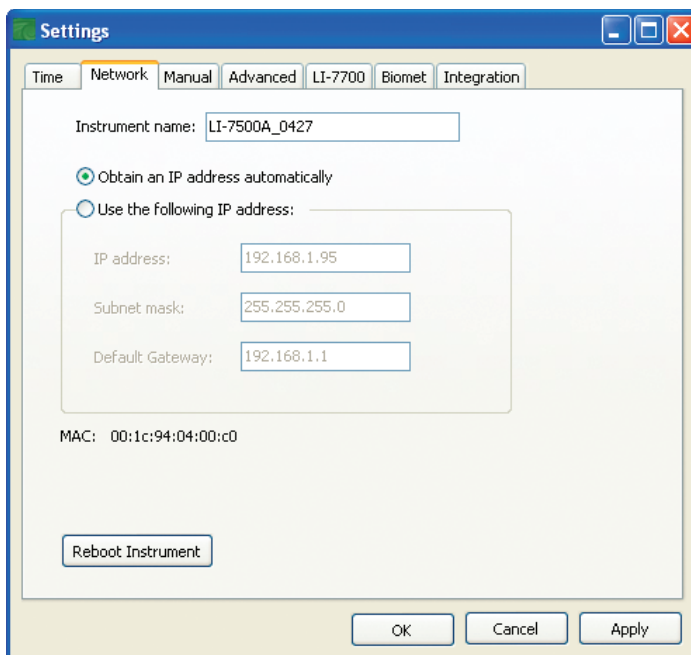 Settings
Time Network Manual Advanced LI-7700 Biomet Integration
Instrument name: LI-7500A_0427
Obtain an IP address automatically
Use the following IP address:
IP address: 192.168.1.95
Subnet mask: 255.255.255.0
Default Gateway: 192.168.1.1
MAC: 00:1c:94:04:00:c0
Reboot Instrument
OK Cancel Apply